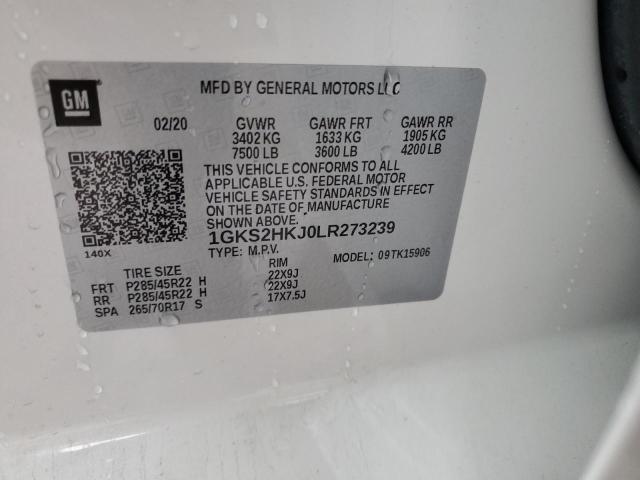 GM
MFD BY GENERAL MOTORS LLC
02/20 GVWR GAWR FRT GAWR RR
3402 KG 1633 KG 1905 KG
7500 LB 3600 LB 4200 LB
THIS VEHICLE CONFORMS TO ALL
APPLICABLE U.S. FEDERAL MOTOR
VEHICLE SAFETY STANDARDS IN EFFECT
ON THE DATE OF MANUFACTURE
SHOWN ABOVE.
1GKS2HKJ0LR273239
TYPE: M.P.V. MODEL: 09TK15906
140X
TIRE SIZE RIM
FRT P285/45R22 H 22X9J
RR P285/45R22 H 22X9J
SPA 265/70R17 S 17X7.5J